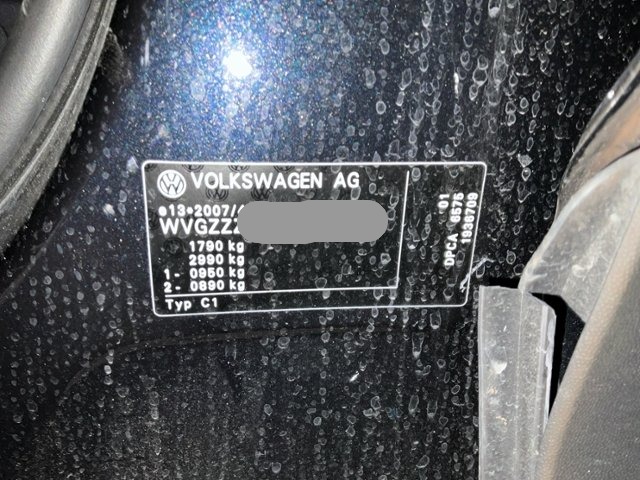 VOLKSWAGEN AG
e13*2007/
WVGZZZ
1790 kg
2990 kg
1- 0950 kg
2- 0890 kg
Typ C1
01
DPCA 6576
1936709